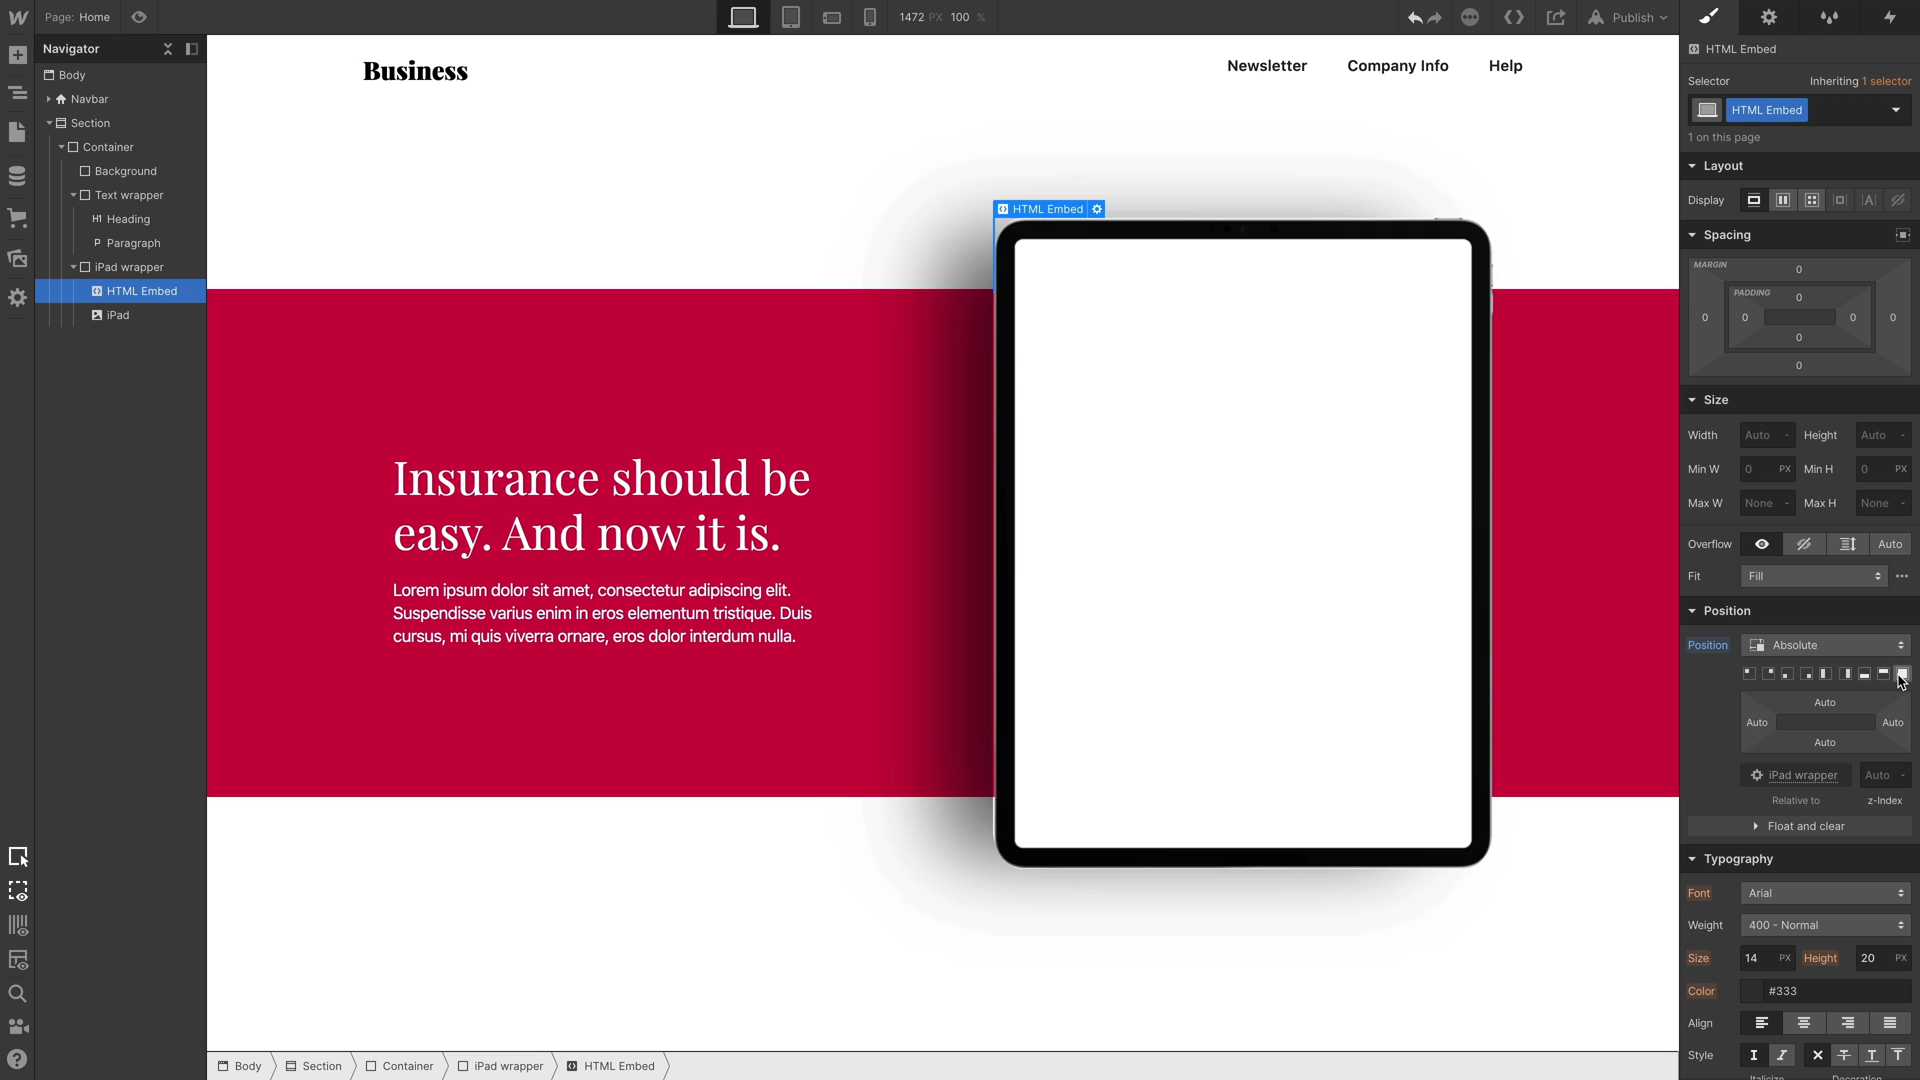 Page: Home
1472 PX 100 %
Publish
Navigator
Body
Navbar
Section
Container
Background
Text wrapper
H1 Heading
P Paragraph
iPad wrapper
HTML Embed
iPad
Business
Newsletter Company Info Help
HTML Embed
Insurance should be
easy. And now it is.
Lorem ipsum dolor sit amet, consectetur adipiscing elit.
Suspendisse varius enim in eros elementum tristique. Duis
cursus, mi quis viverra ornare, eros dolor interdum nulla.
Body Section Container iPad wrapper HTML Embed
HTML Embed
Selector Inheriting 1 selector
HTML Embed
1 on this page
Layout
Display
Spacing
MARGIN
0
PADDING
0
0 0 0 0
0
0
Size
Width Auto - Height Auto -
Min W 0 PX Min H 0 PX
Max W None - Max H None -
Overflow Auto
Fit Fill
Position
Position Absolute
Auto
Auto Auto
Auto
iPad wrapper Auto -
Relative to z-Index
Float and clear
Typography
Font Arial
Weight 400 - Normal
Size 14 PX Height 20 PX
Color #333
Align
Style
Italicize Decoration